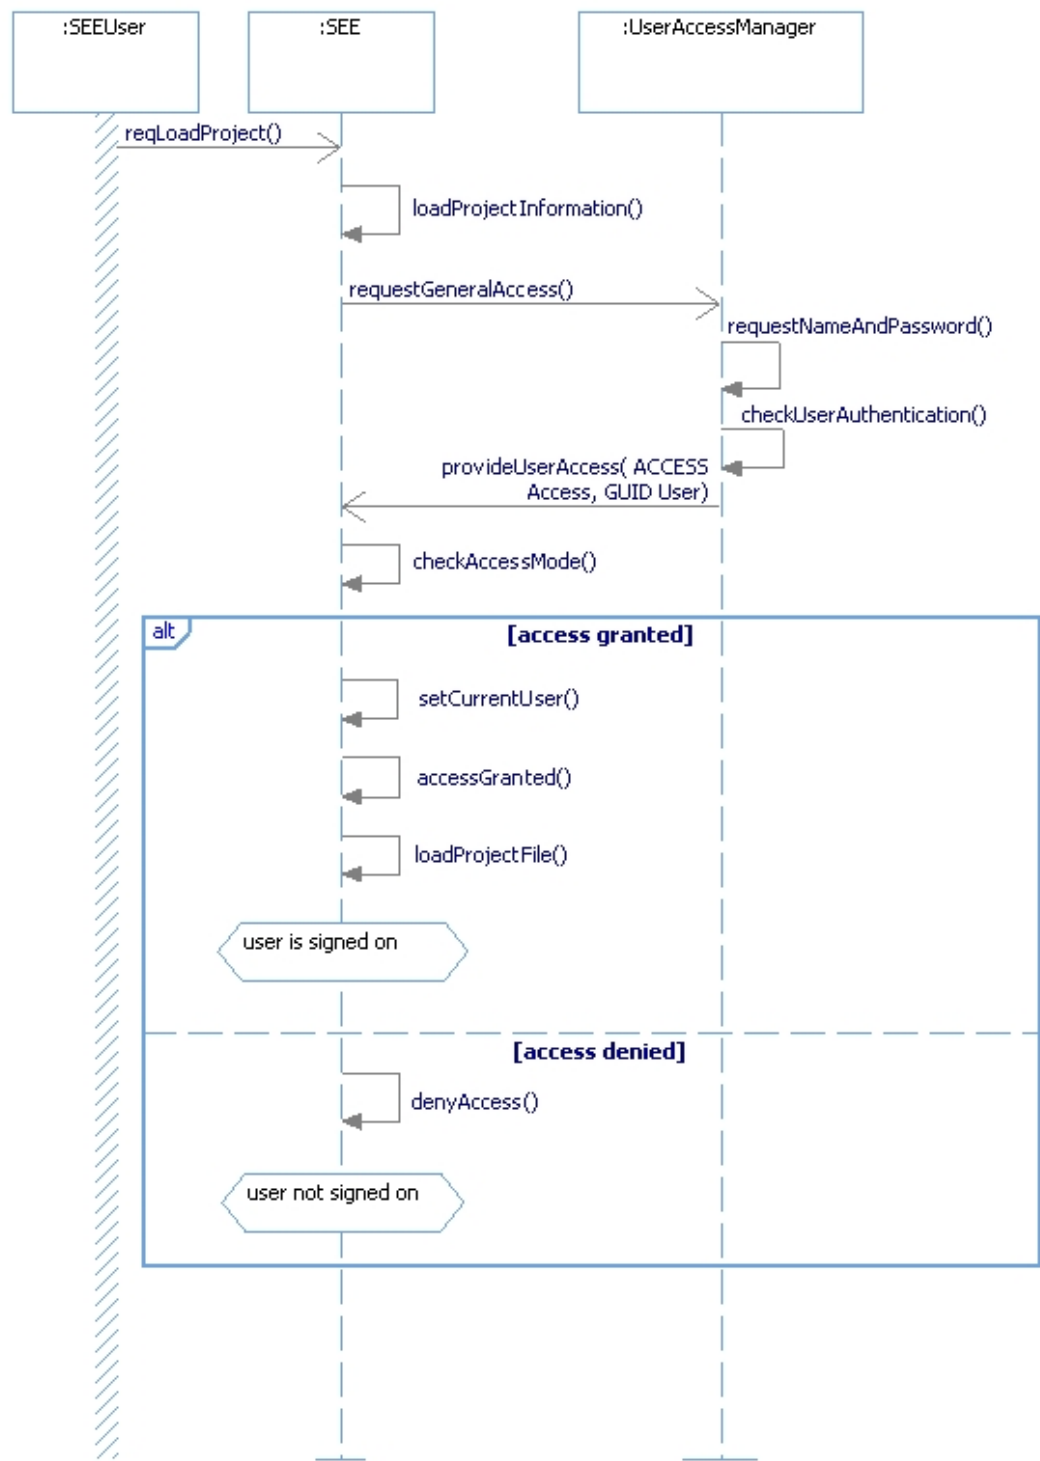 :SEEUser
:SEE
:UserAccessManager
reqLoadProject()
loadProjectInformation()
requestGeneralAccess()
requestNameAndPassword()
checkUserAuthentication()
provideUserAccess( ACCESS
Access, GUID User)
checkAccessMode()
alt
[access granted]
setCurrentUser()
accessGranted()
loadProjectFile()
user is signed on
[access denied]
denyAccess()
user not signed on